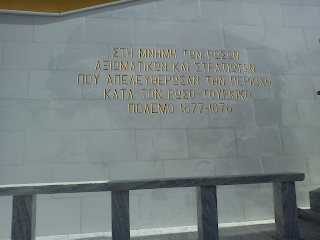 ΣΤΗ ΜΝΗΜΗ ΤΩΝ ΡΩΣΩΝ
ΑΞΙΩΜΑΤΙΚΩΝ ΚΑΙ ΣΤΡΑΤΙΩΤΩΝ
ΠΟΥ ΑΠΕΛΕΥΘΕΡΩΣΑΝ ΤΗΝ ΠΕΡΙΟΧΗ
ΚΑΤΑ ΤΟΝ ΡΩΣΟ-ΤΟΥΡΚΙΚΟ
ΠΟΛΕΜΟ 1877-1878